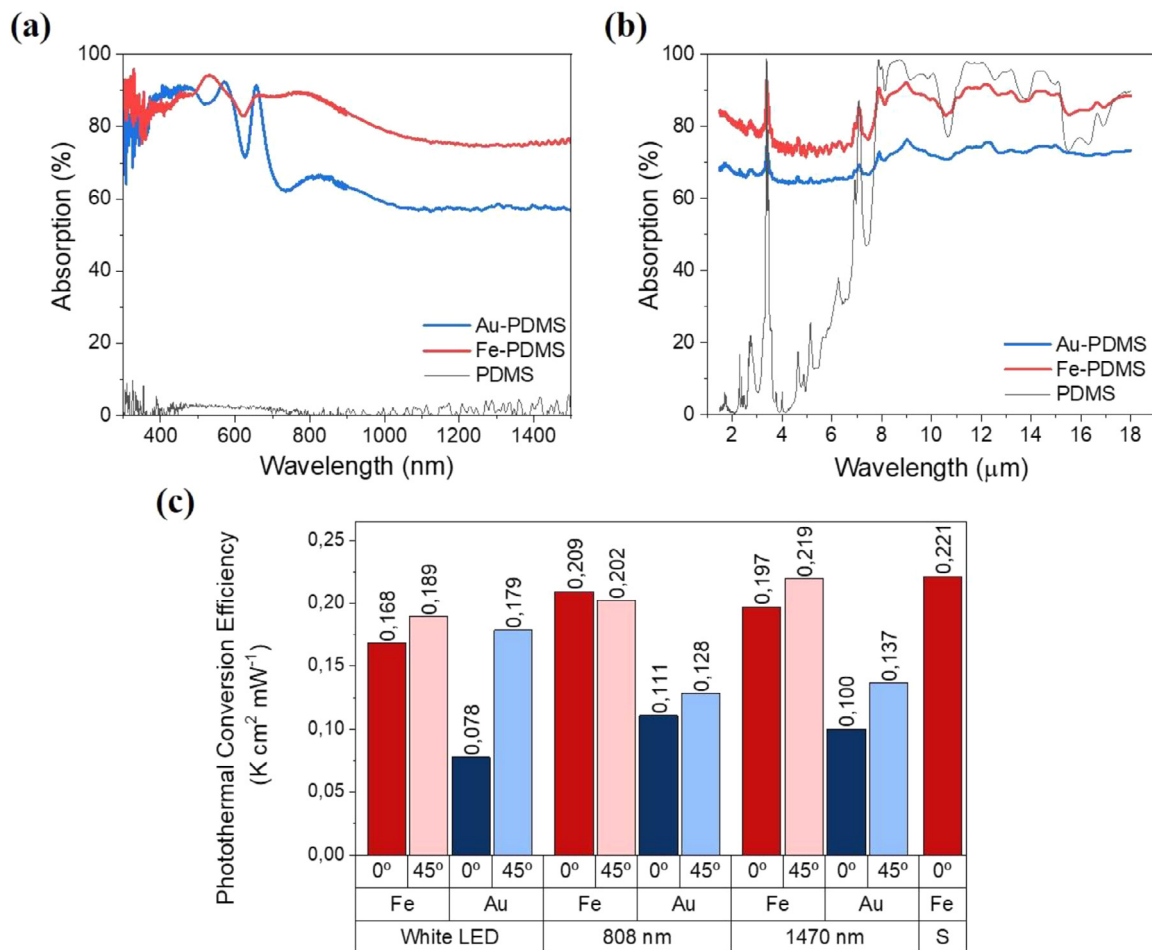 (a)
(b)
100
80
60
40
20
0
Absorption (%)
Au-PDMS
Fe-PDMS
PDMS
400 600 800 1000 1200 1400
Wavelength (nm)
100
80
60
40
20
0
Absorption (%)
Au-PDMS
Fe-PDMS
PDMS
2 4 6 8 10 12 14 16 18
Wavelength (μm)
(c)
Photothermal Conversion Efficiency
(K cm² mW⁻¹)
0,25
0,20
0,15
0,10
0,05
0,00
0,168 0,189 0,078 0,179 0,209 0,202 0,111 0,128 0,197 0,219 0,100 0,137 0,221
0º 45º 0º 45º 0º 45º 0º 45º 0º 45º 0º 45º 0º
Fe Au Fe Au Fe Au Fe
White LED 808 nm 1470 nm S